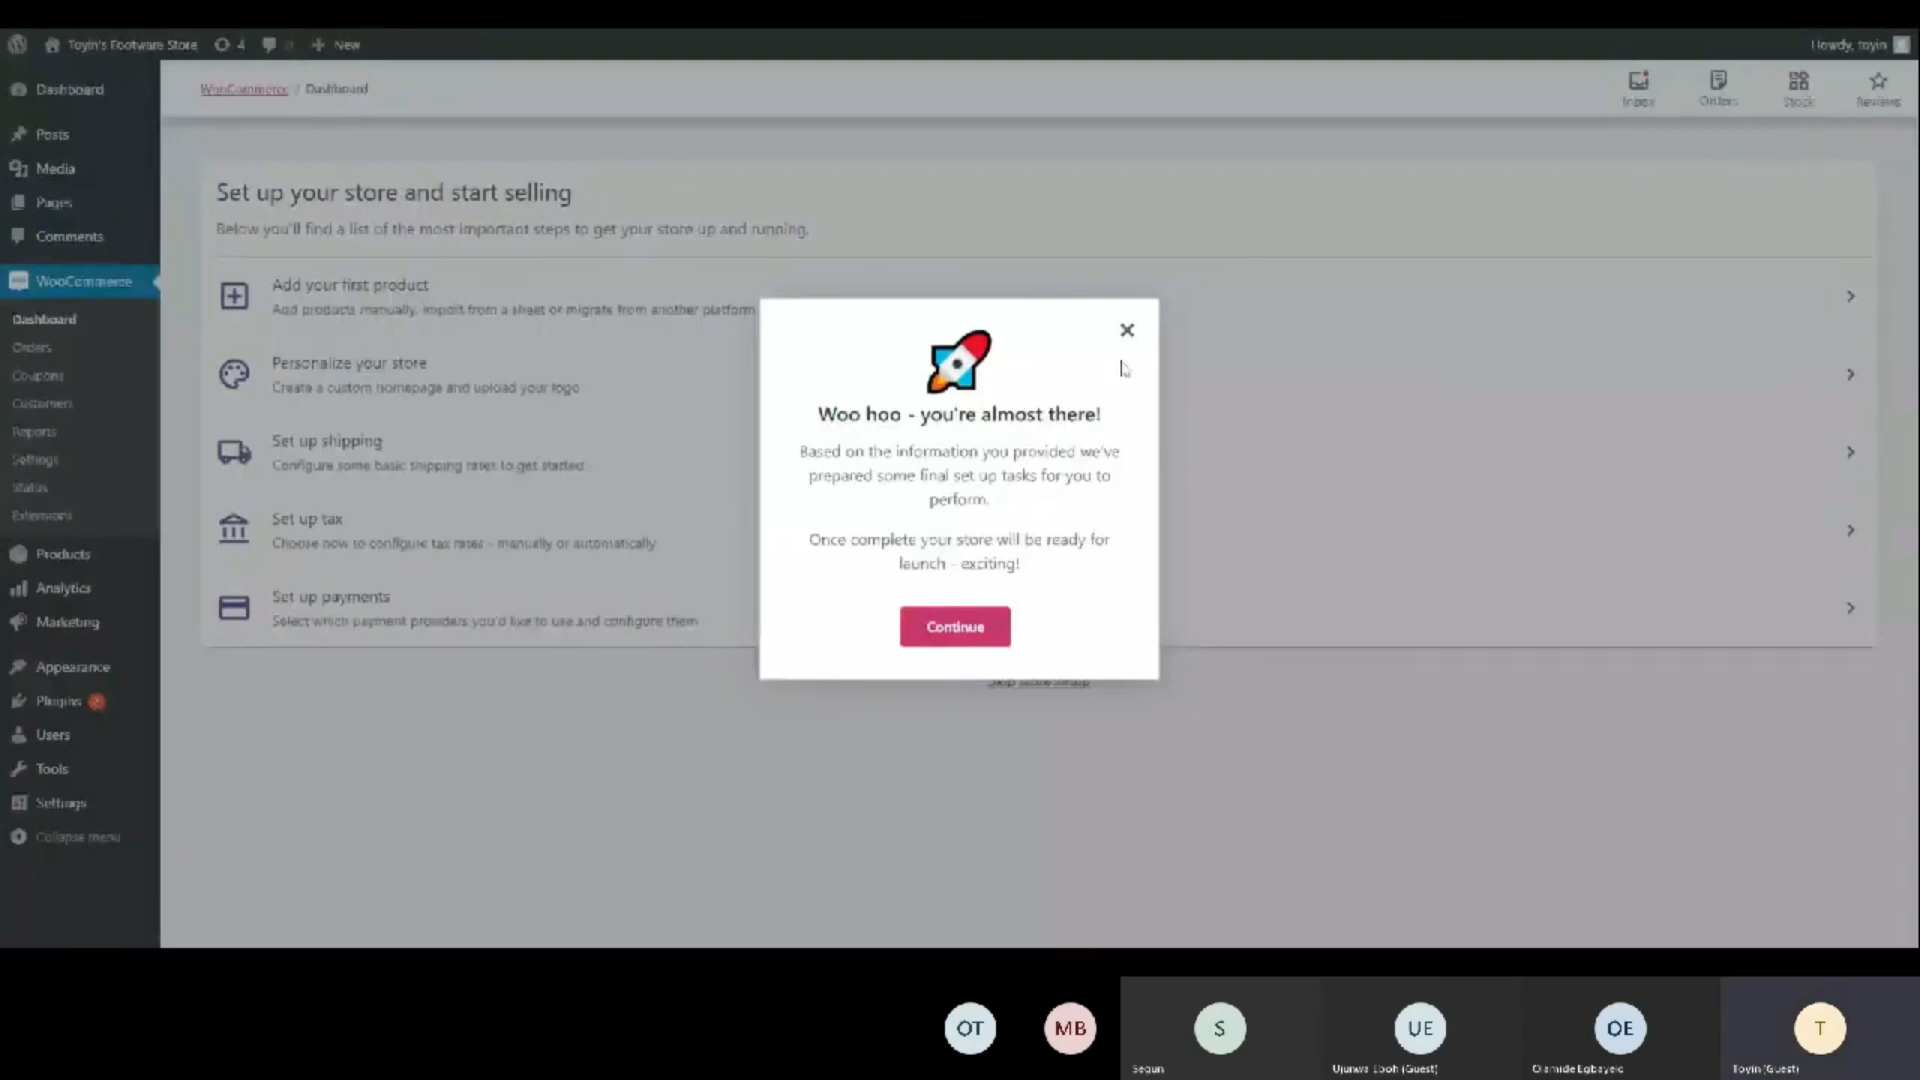 Toyin's Footware Store 4 New
Howdy, toyin
Dashboard
Posts
Media
Pages
Comments
WooCommerce
Dashboard
Orders
Coupons
Customers
Reports
Settings
Status
Extensions
Products
Analytics
Marketing
Appearance
Plugins
Users
Tools
Settings
Collapse menu
WooCommerce / Dashboard
Inbox
Orders
Stock
Reviews
Set up your store and start selling
Below you'll find a list of the most important steps to get your store up and running.
Add your first product
Add products manually, import from a sheet or migrate from another platform
Personalize your store
Create a custom homepage and upload your logo
Set up shipping
Configure some basic shipping rates to get started
Set up tax
Choose how to configure tax rates - manually or automatically
Set up payments
Select which payment providers you'd like to use and configure them
Woo hoo - you're almost there!
Based on the information you provided we've
prepared some final set up tasks for you to
perform.
Once complete your store will be ready for
launch - exciting!
Continue
OT
MB
S
Segun
UE
(Guest)
OE
Olamide Egbayelo
T
Toyin (Guest)